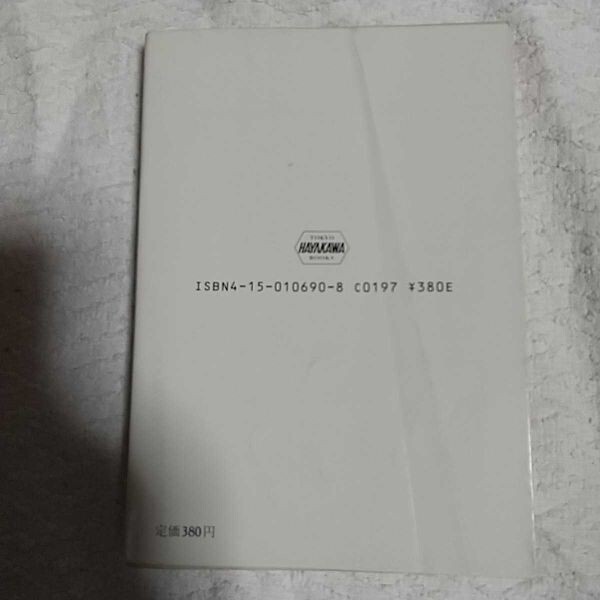 TOKYO
HAYAKAWA
BOOKS
ISBN4-15-010690-8 C0197 ¥380E
定価380円